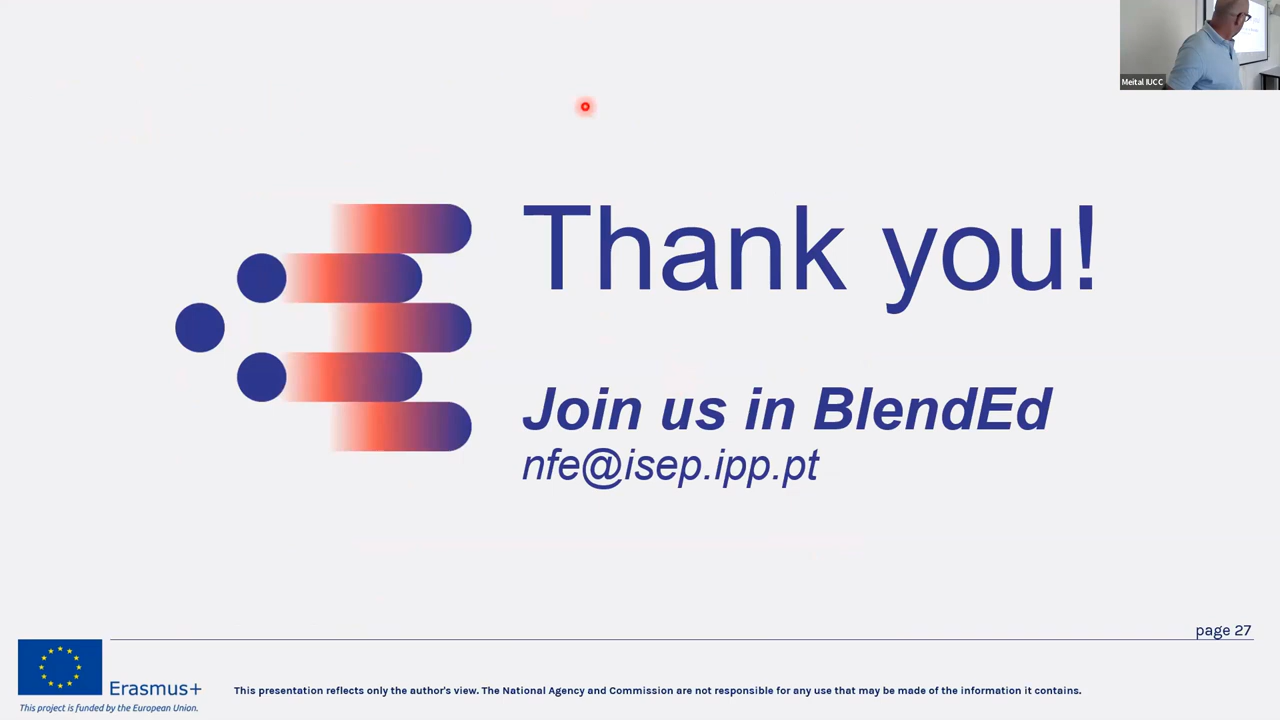 Meital IUCC
Thank you!
Join us in BlendEd
nfe@isep.ipp.pt
page 27
Erasmus+
This project is funded by the European Union.
This presentation reflects only the author's view. The National Agency and Commission are not responsible for any use that may be made of the information it contains.